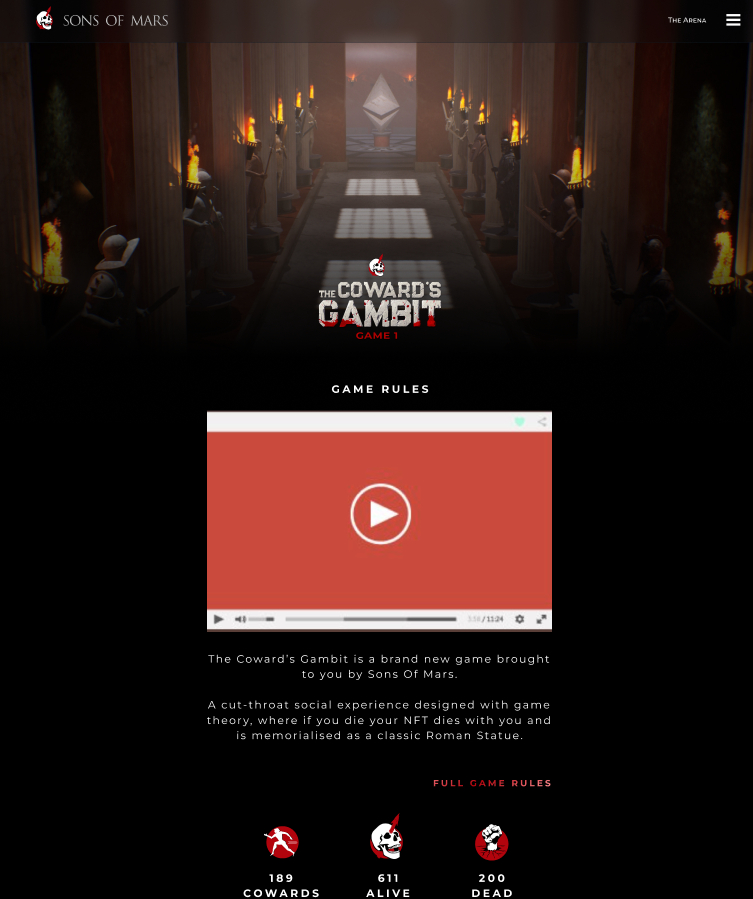 SONS OF MARS
The Arena
THE COWARD'S
GAMBIT
GAME 1
GAME RULES
3:58 / 11:24
The Coward's Gambit is a brand new game brought
to you by Sons Of Mars.
A cut-throat social experience designed with game
theory, where if you die your NFT dies with you and
is memorialised as a classic Roman Statue.
FULL GAME RULES
189 611 200
COWARDS ALIVE DEAD